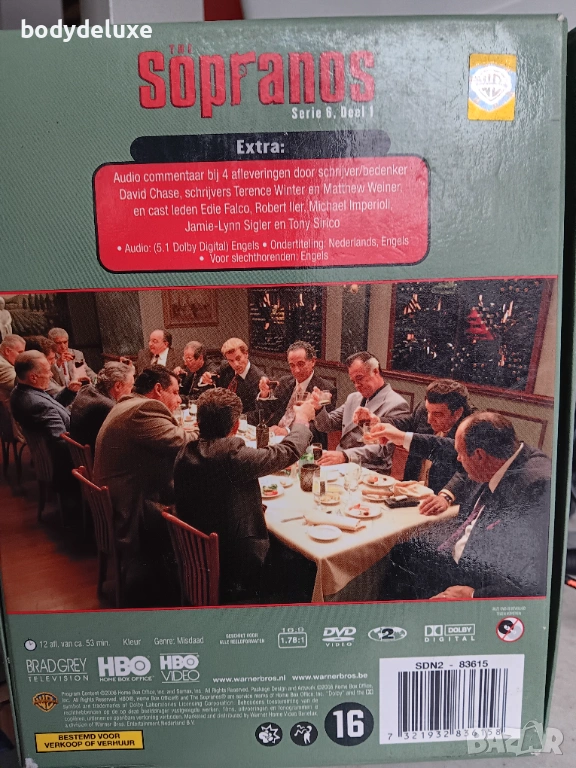 bodydeluxe
THE
Sopranos
Serie 6, Deel 1
Extra:
Audio commentaar bij 4 afleveringen door schrijver/bedenker
David Chase, schrijvers Terence Winter en Matthew Weiner,
en cast leden Edie Falco, Robert Iler, Michael Imperioli,
Jamie-Lynn Sigler en Tony Sirico
• Audio: (5.1 Dolby Digital) Engels • Ondertiteling: Nederlands, Engels
• Voor slechthorenden: Engels
12 afl. van ca. 53 min. Kleur Genre: Misdaad
16:9
1.78:1
DVD
VIDEO
2
DOLBY
DIGITAL
BRAD GREY
TELEVISION
HBO
HOME BOX OFFICE
HBO
VIDEO
www.warnerbros.nl www.warnerbros.be
SDN2 - 83615
BESTEMD VOOR
VERKOOP OF VERHUUR
16
7 321932 836158
BAZAR